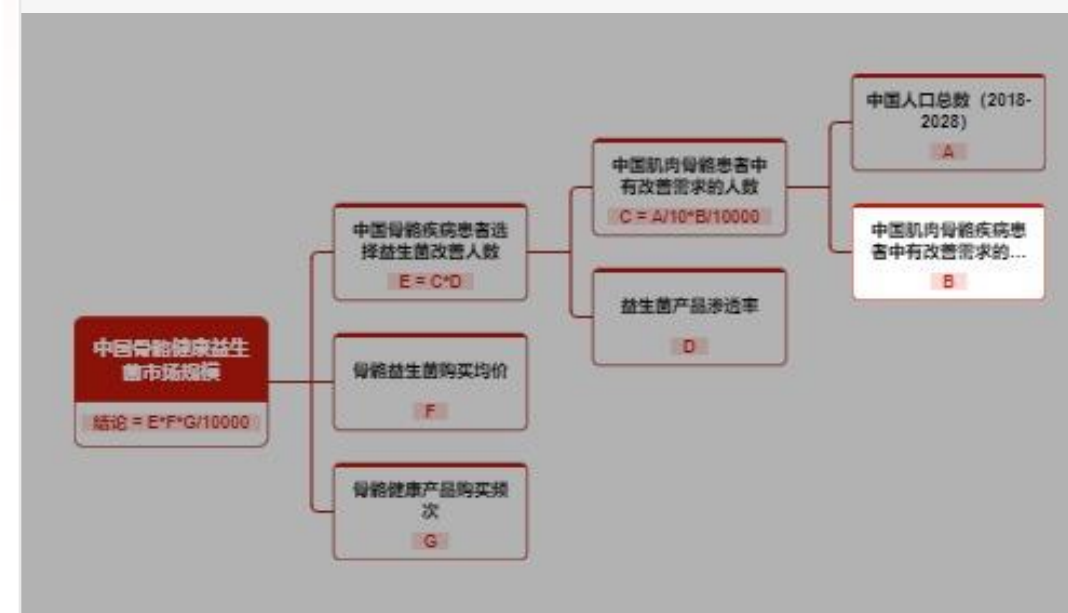 中国人口总数（2018-
2028）
A
中国肌肉骨骼患者中
有改善需求的人数
C = A/10*B/10000
中国骨骼疾病患者选
择益生菌改善人数
E = C*D
中国肌肉骨骼疾病患
者中有改善需求的...
B
益生菌产品渗透率
D
中国骨骼健康益生
菌市场规模
结论 = E*F*G/10000
骨骼益生菌购买均价
F
骨骼健康产品购买频
次
G